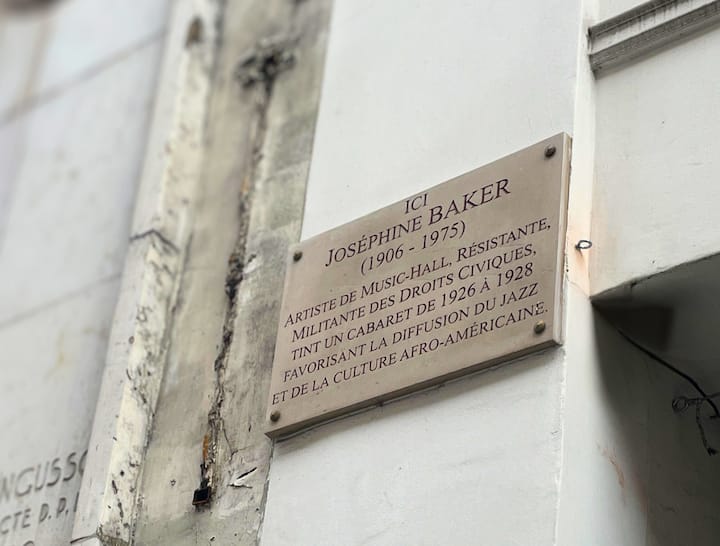 ICI
JOSÉPHINE BAKER
(1906 - 1975)
ARTISTE DE MUSIC-HALL, RÉSISTANTE,
MILITANTE DES DROITS CIVIQUES,
TINT UN CABARET DE 1926 À 1928
FAVORISANT LA DIFFUSION DU JAZZ
ET DE LA CULTURE AFRO-AMÉRICAINE.